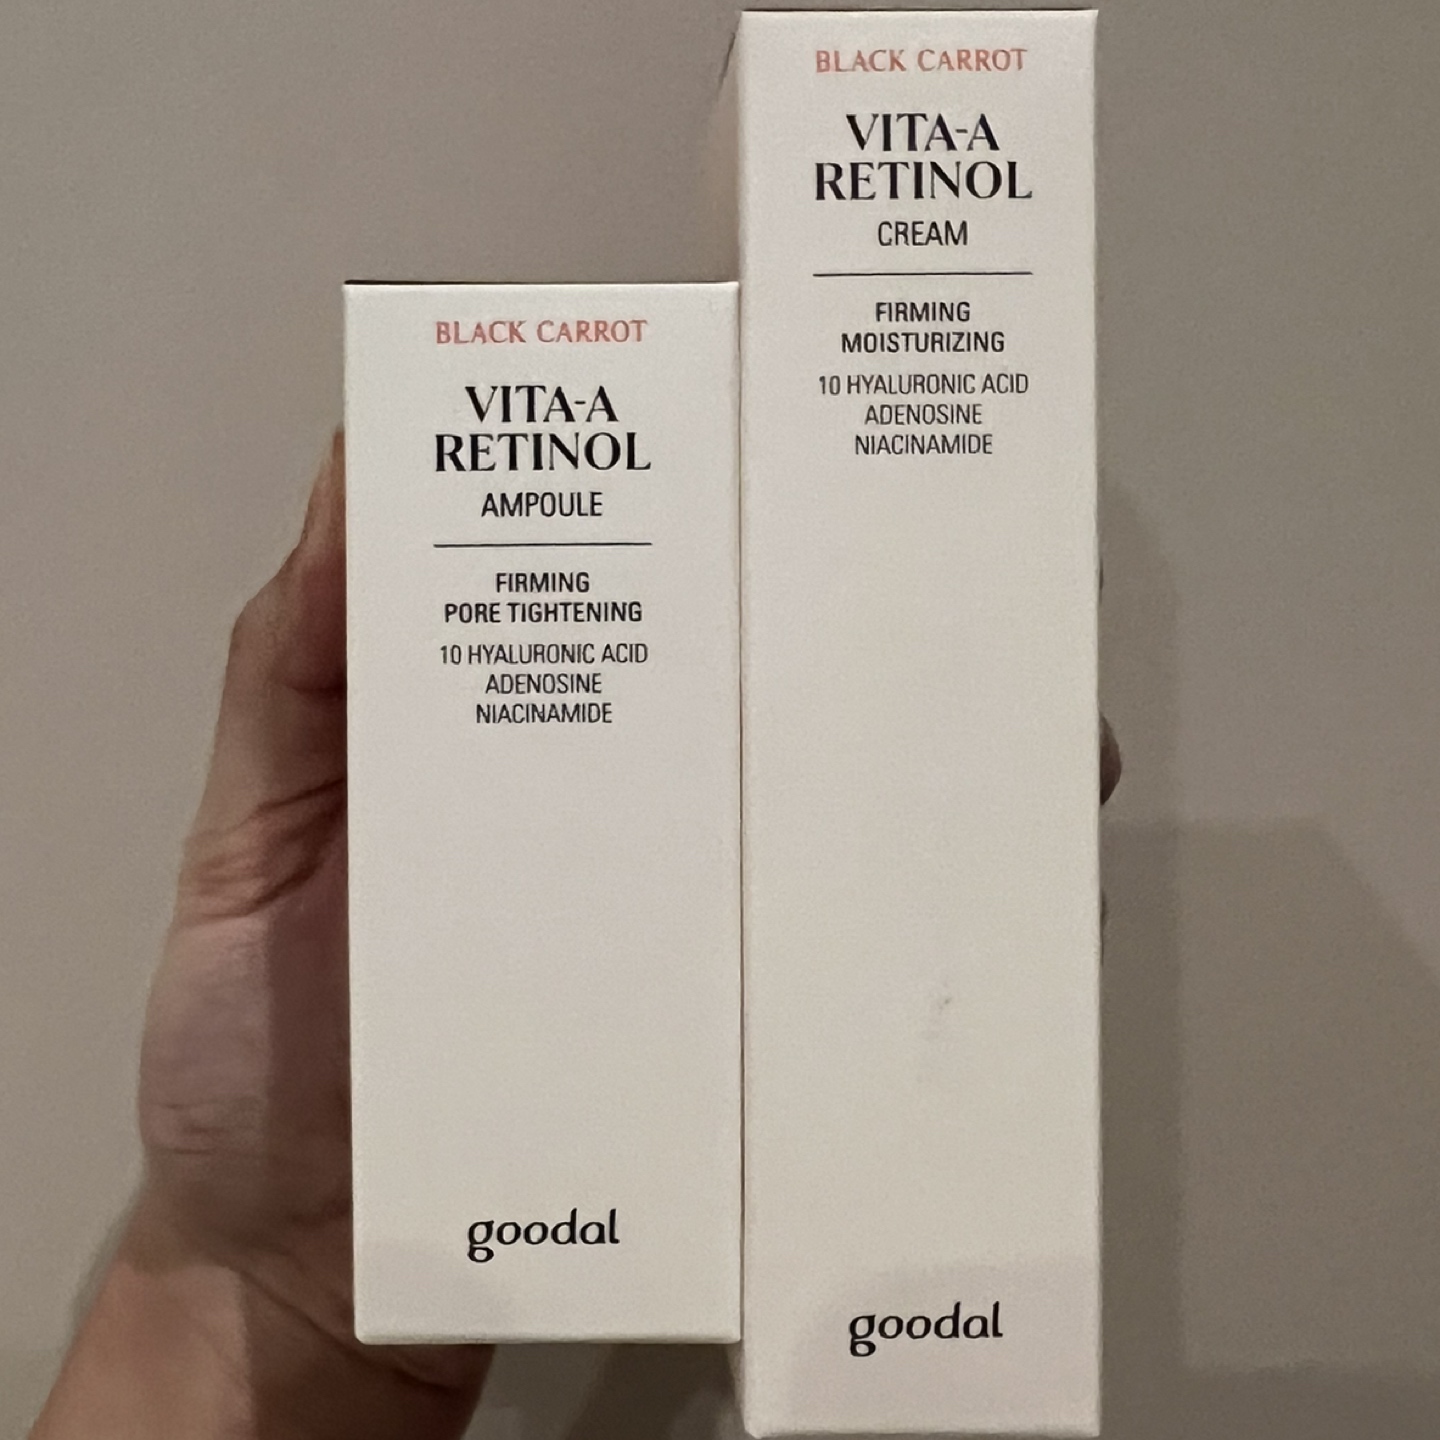 BLACK CARROT
VITA-A
RETINOL
AMPOULE
FIRMING
PORE TIGHTENING
10 HYALURONIC ACID
ADENOSINE
NIACINAMIDE
goodal
BLACK CARROT
VITA-A
RETINOL
CREAM
FIRMING
MOISTURIZING
10 HYALURONIC ACID
ADENOSINE
NIACINAMIDE
goodal